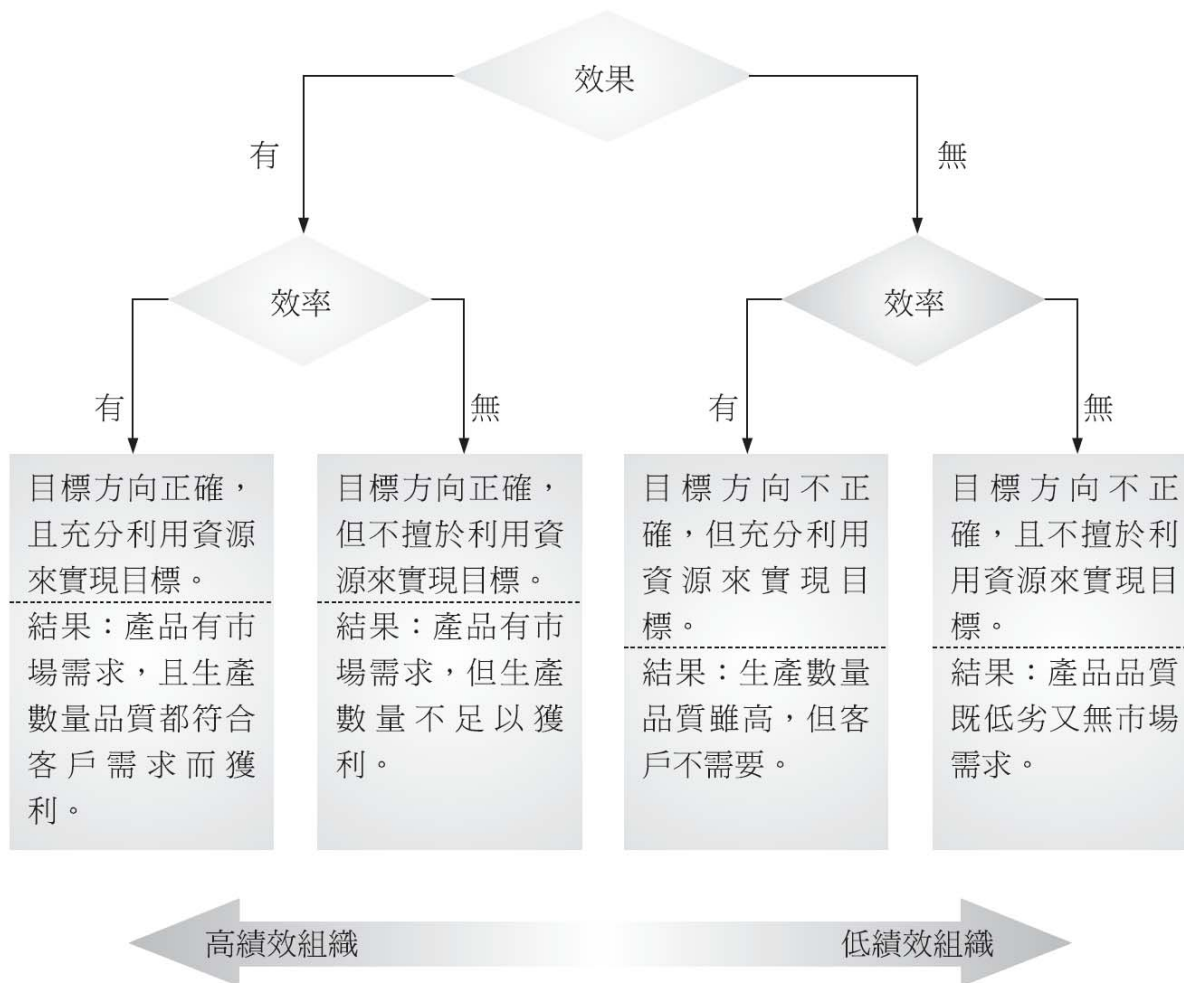 效果
有
無
效率
效率
有
無
有
無
目標方向正確，
且充分利用資源
來實現目標。
結果：產品有市
場需求，且生產
數量品質都符合
客戶需求而獲
利。
目標方向正確，
但不擅於利用資
源來實現目標。
結果：產品有市
場需求，但生產
數量不足以獲
利。
目標方向不正
確，但充分利用
資源來實現目
標。
結果：生產數量
品質雖高，但客
戶不需要。
目標方向不正
確，且不擅於利
用資源來實現目
標。
結果：產品品質
既低劣又無市場
需求。
高績效組織
低績效組織